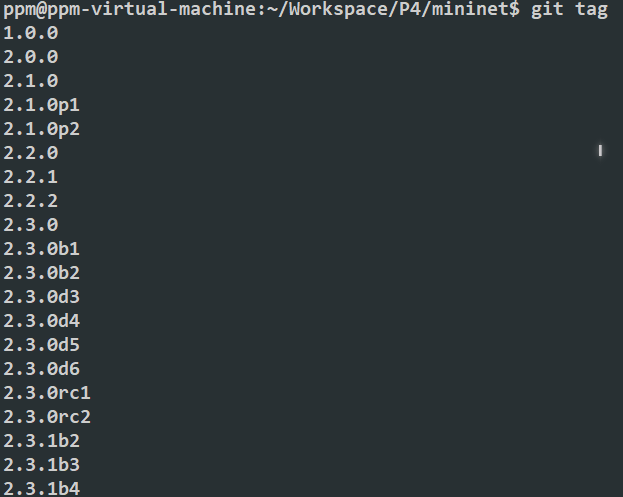 ppm@ppm-virtual-machine:~/Workspace/P4/mininet$ git tag
1.0.0
2.0.0
2.1.0
2.1.0p1
2.1.0p2
2.2.0
2.2.1
2.2.2
2.3.0
2.3.0b1
2.3.0b2
2.3.0d3
2.3.0d4
2.3.0d5
2.3.0d6
2.3.0rc1
2.3.0rc2
2.3.1b2
2.3.1b3
2.3.1b4